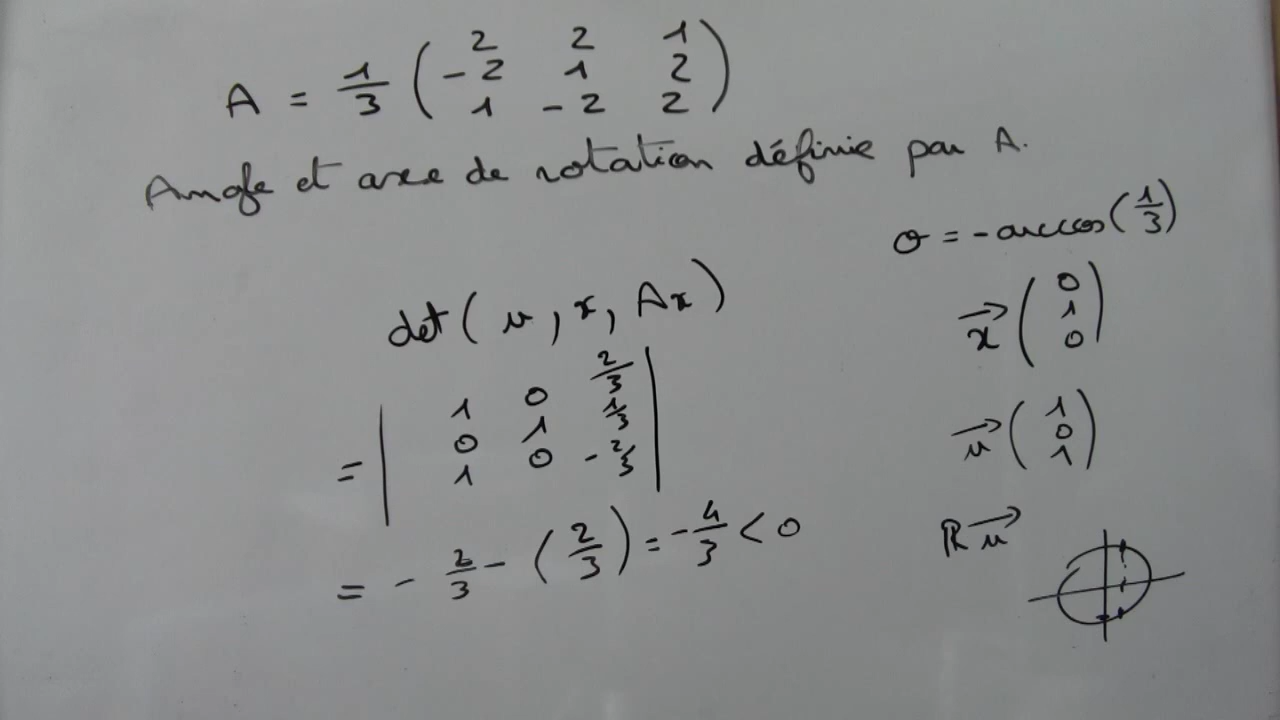 A = 1/3 ( 2 2 1
-2 1 2
1 -2 2 )
Angle et axe de rotation définie par A.
θ = - arccos(1/3)
det( u, x, Ax )
x ( 0
1
0 )
= | 1 0 2/3
0 1 1/3
1 0 -2/3 |
u ( 1
0
1 )
= - 2/3 - ( 2/3 ) = - 4/3 < 0
ℝu